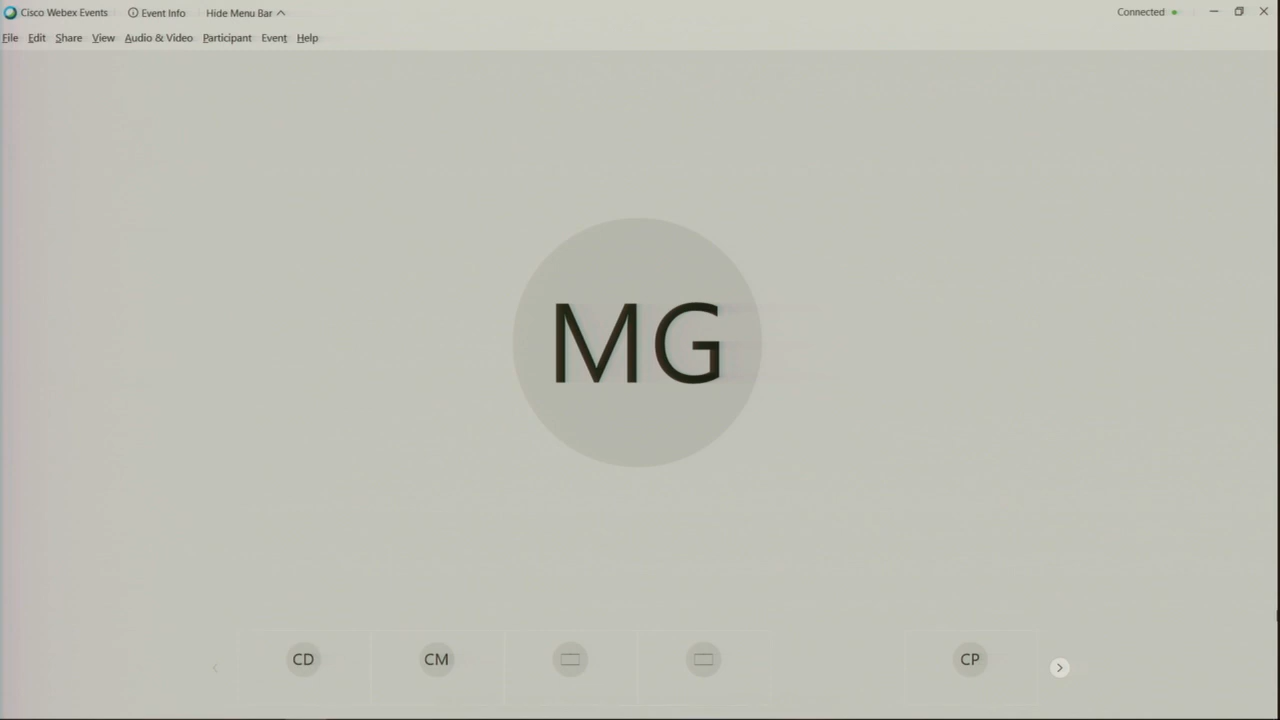 Cisco Webex Events Event Info Hide Menu Bar Connected
File Edit Share View Audio & Video Participant Event Help
MG
CD CM CP